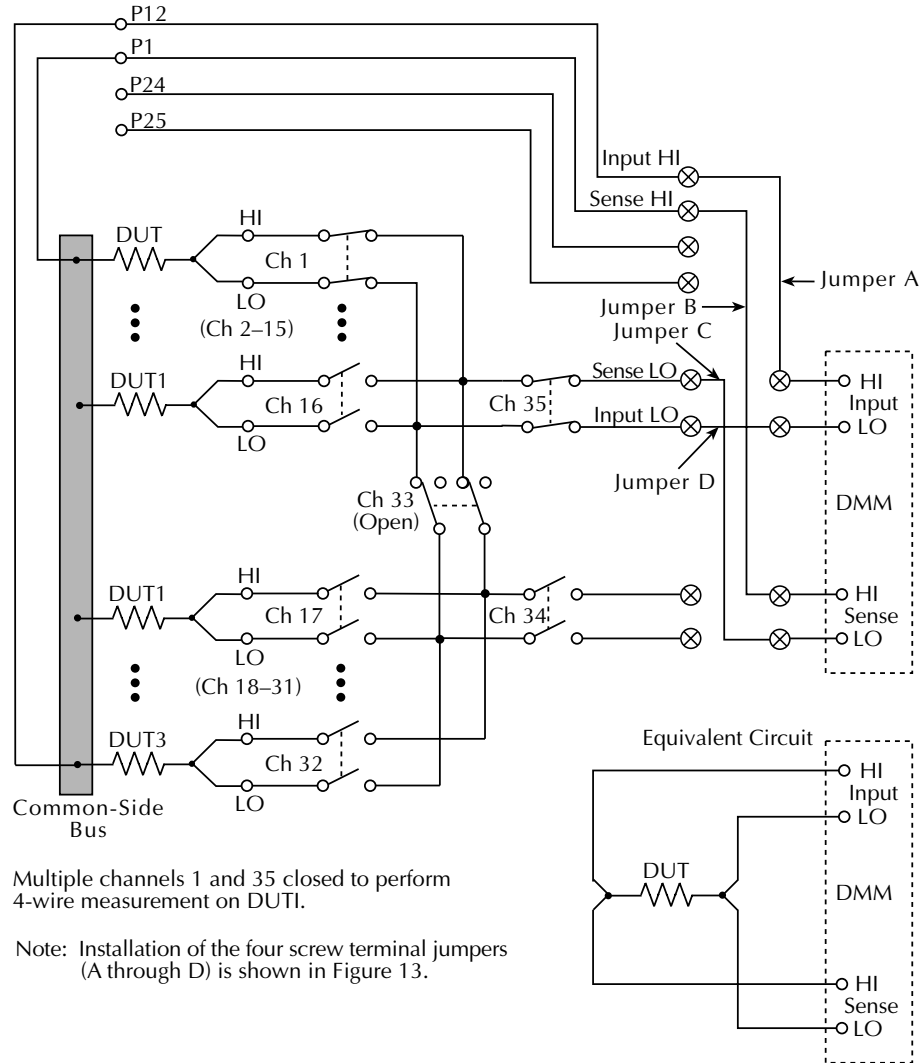 P12
P1
P24
P25
Input HI
Sense HI
DUT
HI
Ch 1
LO
(Ch 2–15)
Jumper A
Jumper B
Jumper C
DUT1
HI
Ch 16
LO
Ch 35
Sense LO
Input LO
HI
Input
LO
Jumper D
Ch 33
(Open)
DMM
DUT1
HI
Ch 17
LO
Ch 34
HI
Sense
LO
(Ch 18–31)
DUT3
HI
Ch 32
LO
Common-Side
Bus
Equivalent Circuit
HI
Input
LO
DUT
DMM
HI
Sense
LO
Multiple channels 1 and 35 closed to perform
4-wire measurement on DUTI.
Note: Installation of the four screw terminal jumpers
(A through D) is shown in Figure 13.